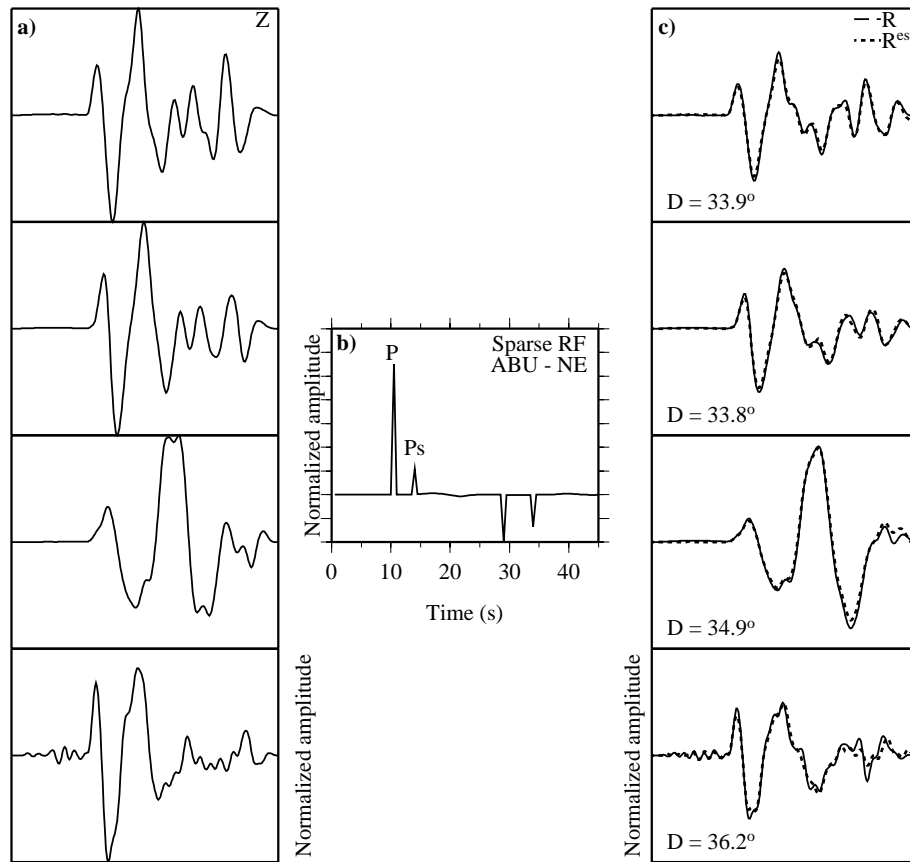 a)
Z
b)
Sparse RF
ABU - NE
P
Ps
Normalized amplitude
0 10 20 30 40
Time (s)
Normalized amplitude
c)
R
R^es
D = 33.9°
D = 33.8°
D = 34.9°
D = 36.2°
Normalized amplitude